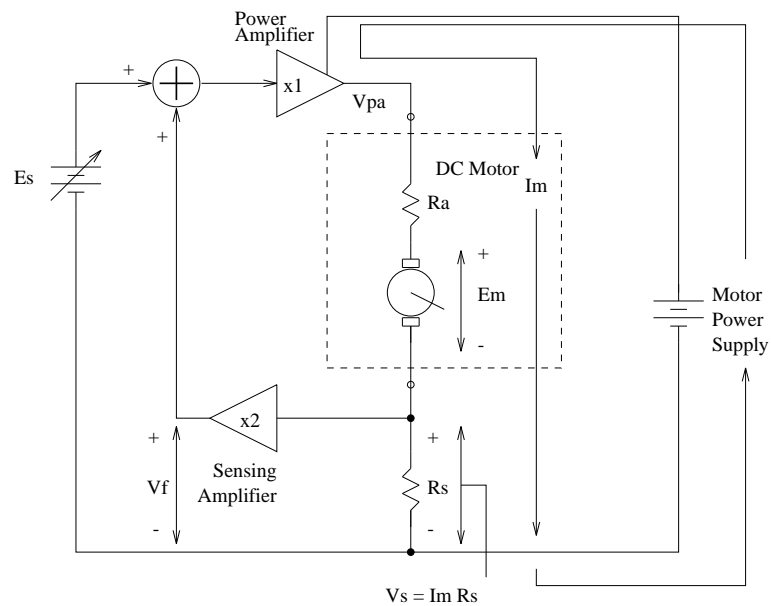 Power
Amplifier
+
x1
Vpa
+
Es
DC Motor
Im
Ra
+
Em
-
Motor
Power
Supply
x2
+
Vf
-
Sensing
Amplifier
+
Rs
-
Vs = Im Rs